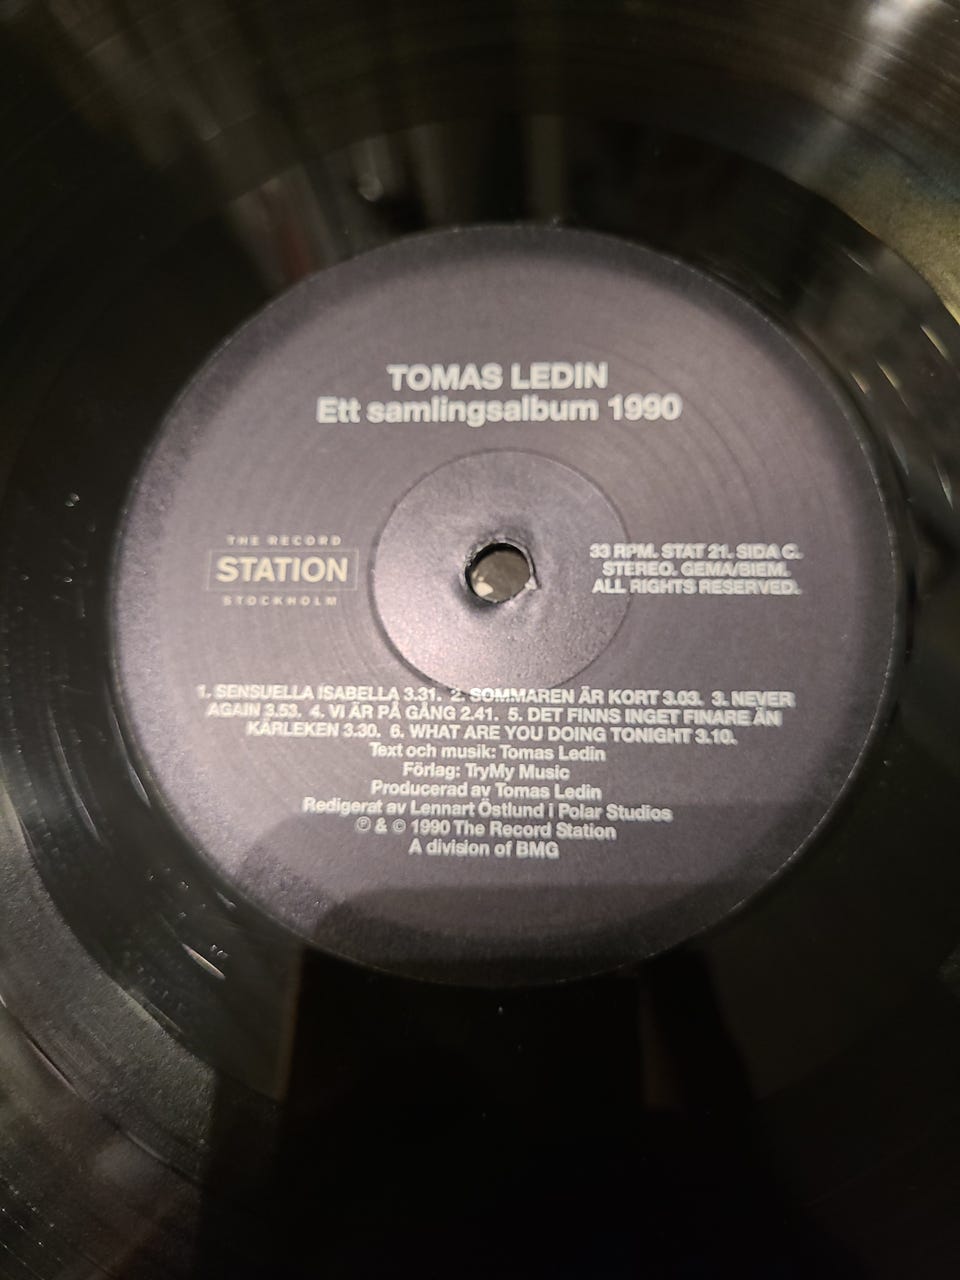 TOMAS LEDIN
Ett samlingsalbum 1990
THE RECORD
STATION
STOCKHOLM
33 RPM. STAT 21. SIDA C.
STEREO. GEMA/BIEM.
ALL RIGHTS RESERVED.
1. SENSUELLA ISABELLA 3.31. 2. SOMMAREN ÄR KORT 3.03. 3. NEVER
AGAIN 3.53. 4. VI ÄR PÅ GÅNG 2.41. 5. DET FINNS INGET FINARE ÄN
KÄRLEKEN 3.30. 6. WHAT ARE YOU DOING TONIGHT 3.10.
Text och musik: Tomas Ledin
Förlag: TryMy Music
Producerad av Tomas Ledin
Redigerat av Lennart Östlund i Polar Studios
℗ & © 1990 The Record Station
A division of BMG